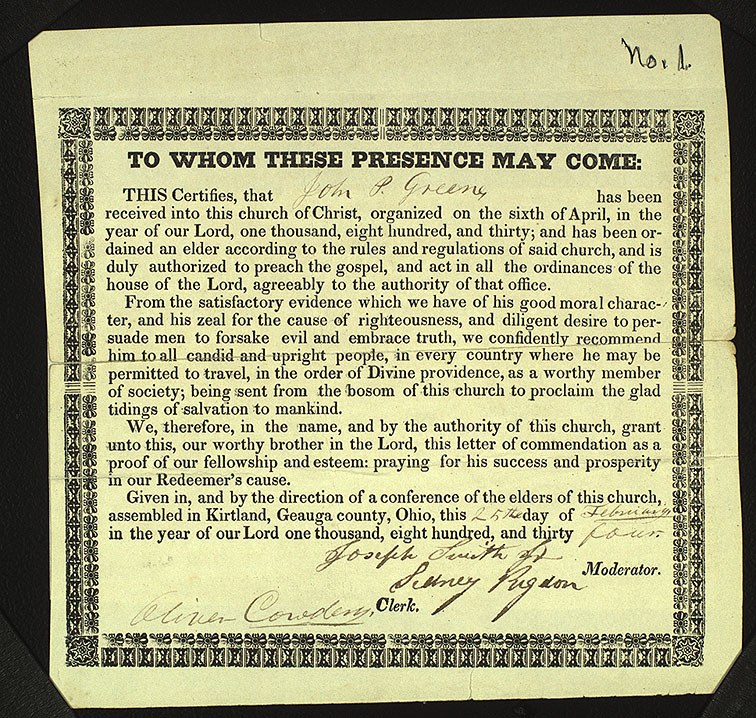 No. 1.
TO WHOM THESE PRESENCE MAY COME:
THIS Certifies, that John P. Greene has been
received into this church of Christ, organized on the sixth of April, in the
year of our Lord, one thousand, eight hundred, and thirty; and has been or-
dained an elder according to the rules and regulations of said church, and is
duly authorized to preach the gospel, and act in all the ordinances of the
house of the Lord, agreeably to the authority of that office.
From the satisfactory evidence which we have of his good moral charac-
ter, and his zeal for the cause of righteousness, and diligent desire to per-
suade men to forsake evil and embrace truth, we confidently recommend
him to all candid and upright people, in every country where he may be
permitted to travel, in the order of Divine providence, as a worthy member
of society; being sent from the bosom of this church to proclaim the glad
tidings of salvation to mankind.
We, therefore, in the name, and by the authority of this church, grant
unto this, our worthy brother in the Lord, this letter of commendation as a
proof of our fellowship and esteem: praying for his success and prosperity
in our Redeemer's cause.
Given in, and by the direction of a conference of the elders of this church,
assembled in Kirtland, Geauga county, Ohio, this 25th day of February
in the year of our Lord one thousand, eight hundred, and thirty four
Joseph Smith Jr
Moderator.
Sidney Rigdon
Oliver Cowdery Clerk.